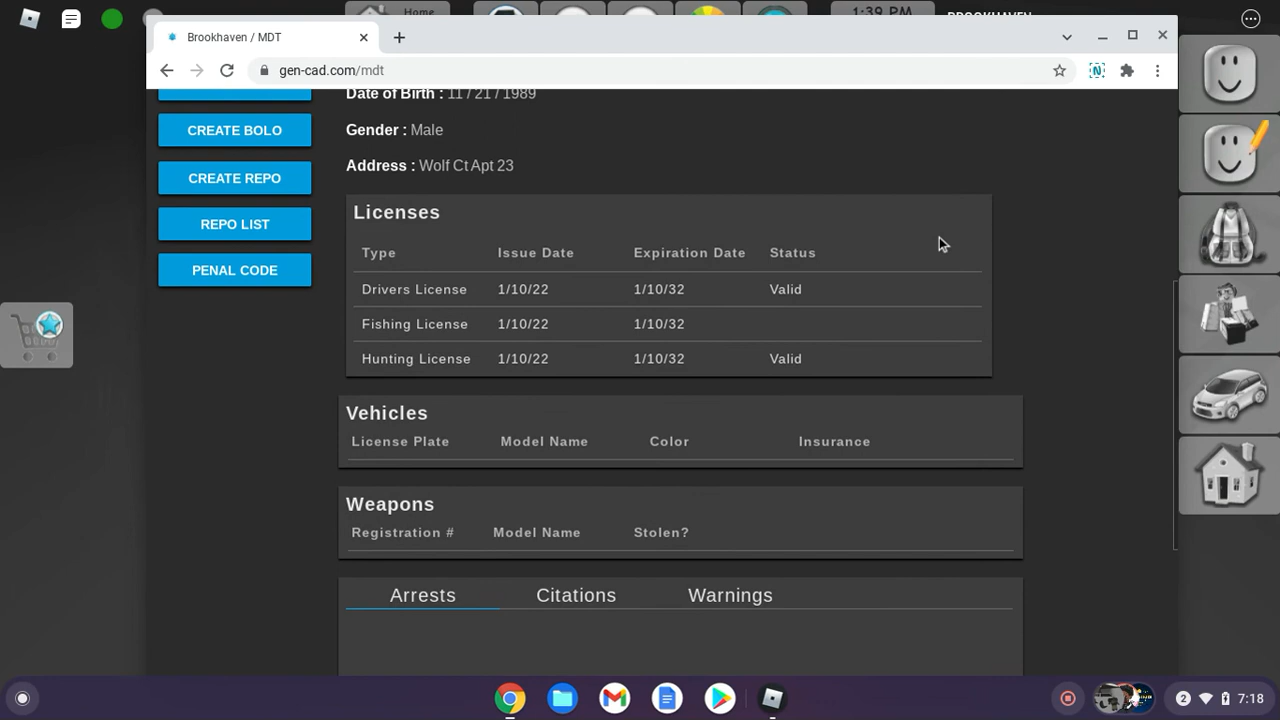 Home
1:39 PM
BROOKHAVEN
Brookhaven / MDT
gen-cad.com/mdt
Date of Birth : 11 / 21 / 1989
CREATE BOLO
Gender : Male
Address : Wolf Ct Apt 23
CREATE REPO
REPO LIST
PENAL CODE
Licenses
Type Issue Date Expiration Date Status
Drivers License 1/10/22 1/10/32 Valid
Fishing License 1/10/22 1/10/32
Hunting License 1/10/22 1/10/32 Valid
Vehicles
License Plate Model Name Color Insurance
Weapons
Registration # Model Name Stolen?
Arrests Citations Warnings
2 7:18